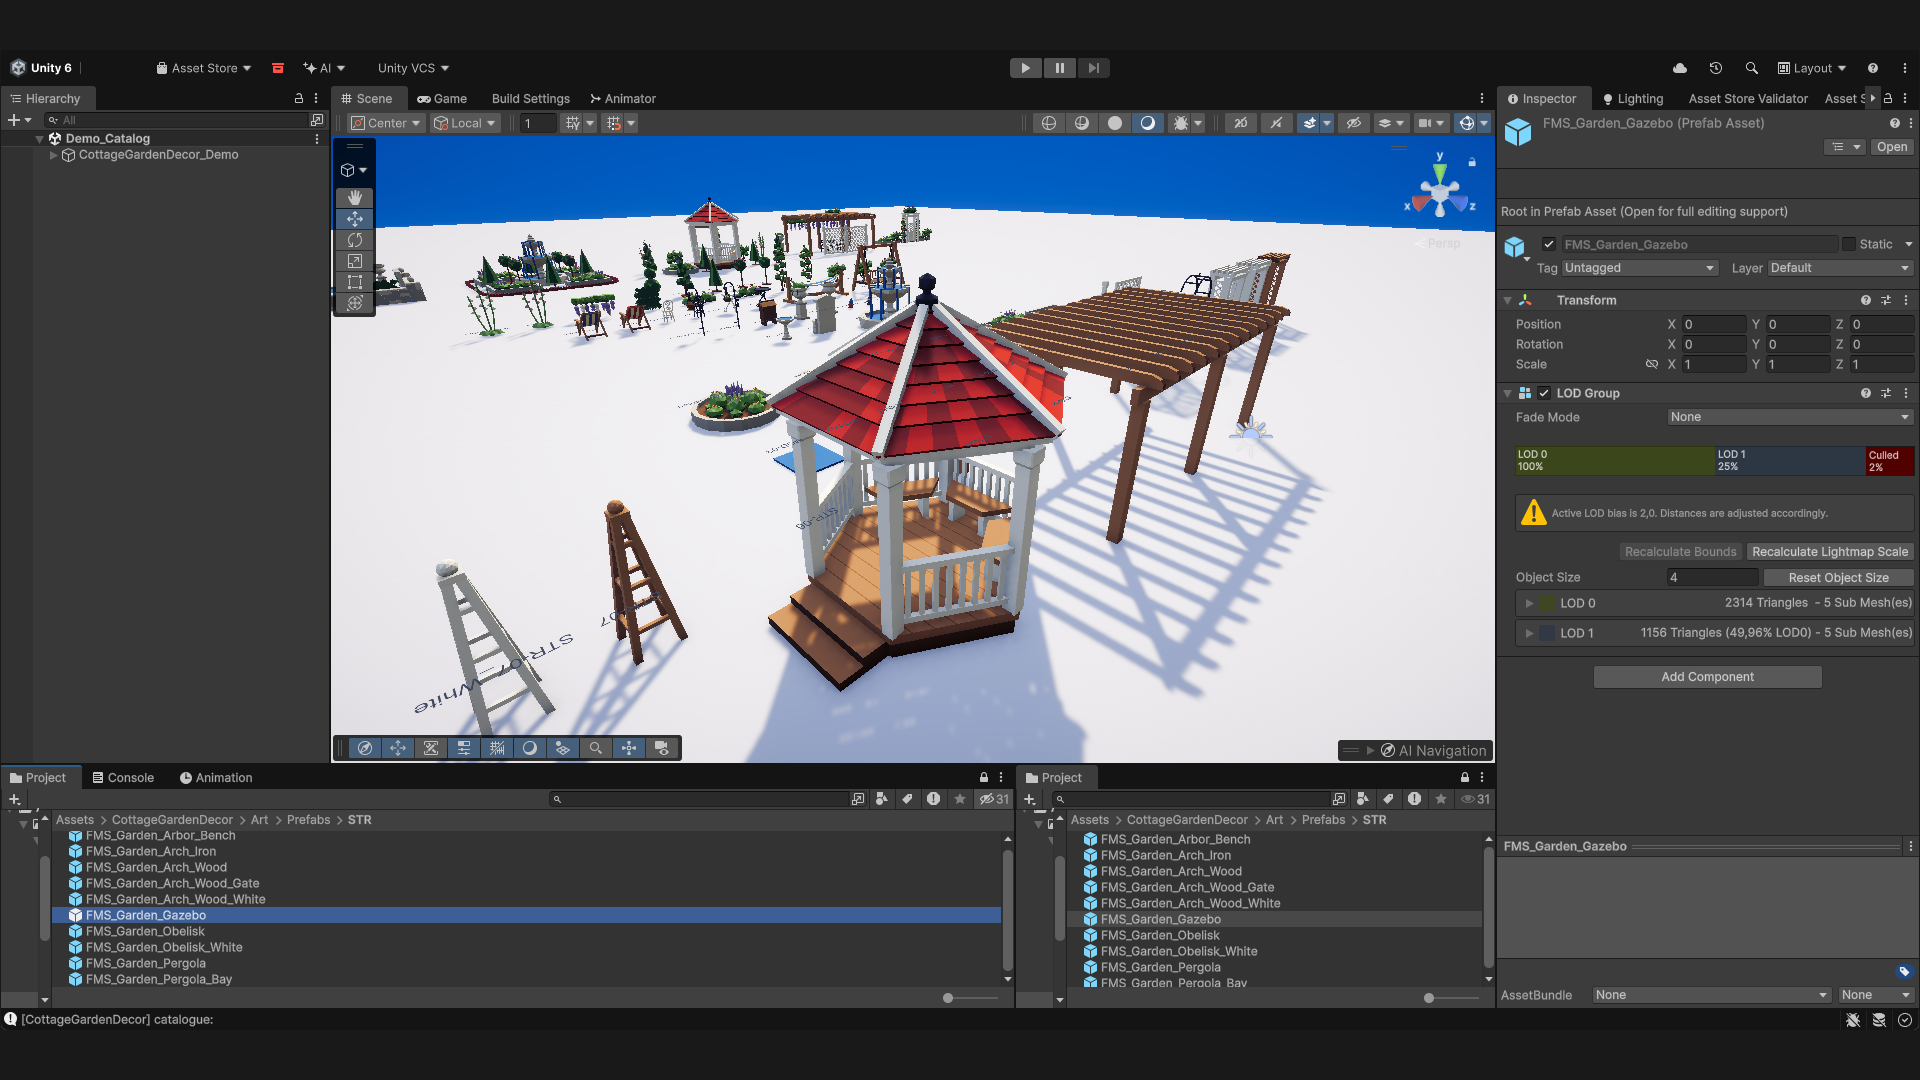 Unity 6
Asset Store
AI
Unity VCS
Layout
Hierarchy
Scene
Game
Build Settings
Animator
Inspector
Lighting
Asset Store Validator
Asset S
All
Center
Local
1
2D
FMS_Garden_Gazebo (Prefab Asset)
Open
Demo_Catalog
CottageGardenDecor_Demo
y
x
z
Persp
Root in Prefab Asset (Open for full editing support)
FMS_Garden_Gazebo
Static
Tag
Untagged
Layer
Default
Transform
Position
X
0
Y
0
Z
0
Rotation
X
0
Y
0
Z
0
Scale
X
1
Y
1
Z
1
LOD Group
Fade Mode
None
LOD 0
100%
LOD 1
25%
Culled
2%
Active LOD bias is 2,0. Distances are adjusted accordingly.
Recalculate Bounds
Recalculate Lightmap Scale
Object Size
4
Reset Object Size
LOD 0
2314 Triangles - 5 Sub Mesh(es)
LOD 1
1156 Triangles (49,96% LOD0) - 5 Sub Mesh(es)
Add Component
STR-08
STR-07_White
AI Navigation
Project
Console
Animation
31
Assets > CottageGardenDecor > Art > Prefabs > STR
FMS_Garden_Arbor_Bench
FMS_Garden_Arch_Iron
FMS_Garden_Arch_Wood
FMS_Garden_Arch_Wood_Gate
FMS_Garden_Arch_Wood_White
FMS_Garden_Gazebo
FMS_Garden_Obelisk
FMS_Garden_Obelisk_White
FMS_Garden_Pergola
FMS_Garden_Pergola_Bay
Project
31
Assets > CottageGardenDecor > Art > Prefabs > STR
FMS_Garden_Arbor_Bench
FMS_Garden_Arch_Iron
FMS_Garden_Arch_Wood
FMS_Garden_Arch_Wood_Gate
FMS_Garden_Arch_Wood_White
FMS_Garden_Gazebo
FMS_Garden_Obelisk
FMS_Garden_Obelisk_White
FMS_Garden_Pergola
FMS_Garden_Pergola_Bay
FMS_Garden_Gazebo
AssetBundle
None
None
[CottageGardenDecor] catalogue: